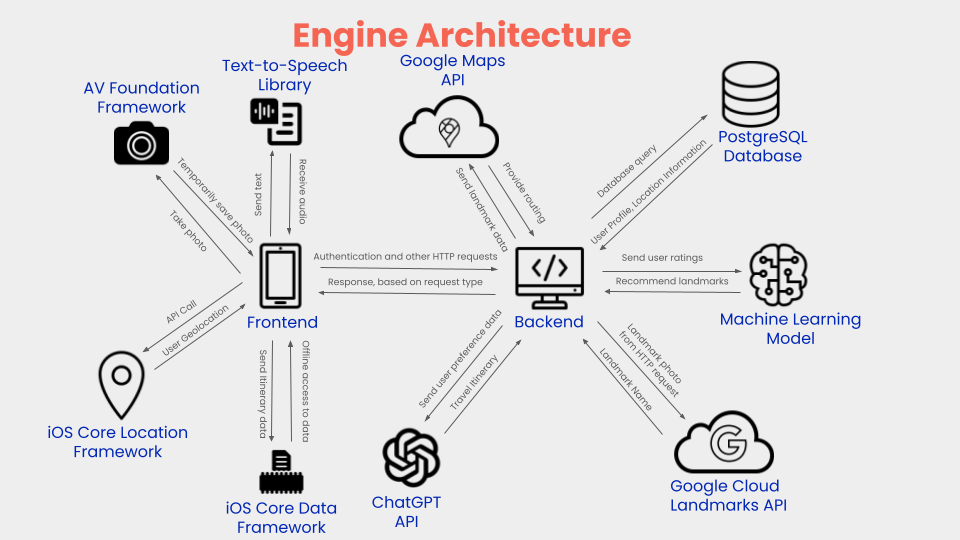 Engine Architecture
Text-to-Speech
Library
Google Maps
API
AV Foundation
Framework
PostgreSQL
Database
Temporarily save photo
Take photo
Send text
Receive audio
Send landmark data
Provide routing
Database query
User Profile, Location Information
Authentication and other HTTP requests
Response, based on request type
Send user ratings
Recommend landmarks
Frontend
Backend
Machine Learning
Model
API Call
User Geolocation
iOS Core Location
Framework
Send Itinerary data
Offline access to data
iOS Core Data
Framework
Send user preference data
Travel Itinerary
ChatGPT
API
Landmark photo
from HTTP request
Landmark Name
G
Google Cloud
Landmarks API